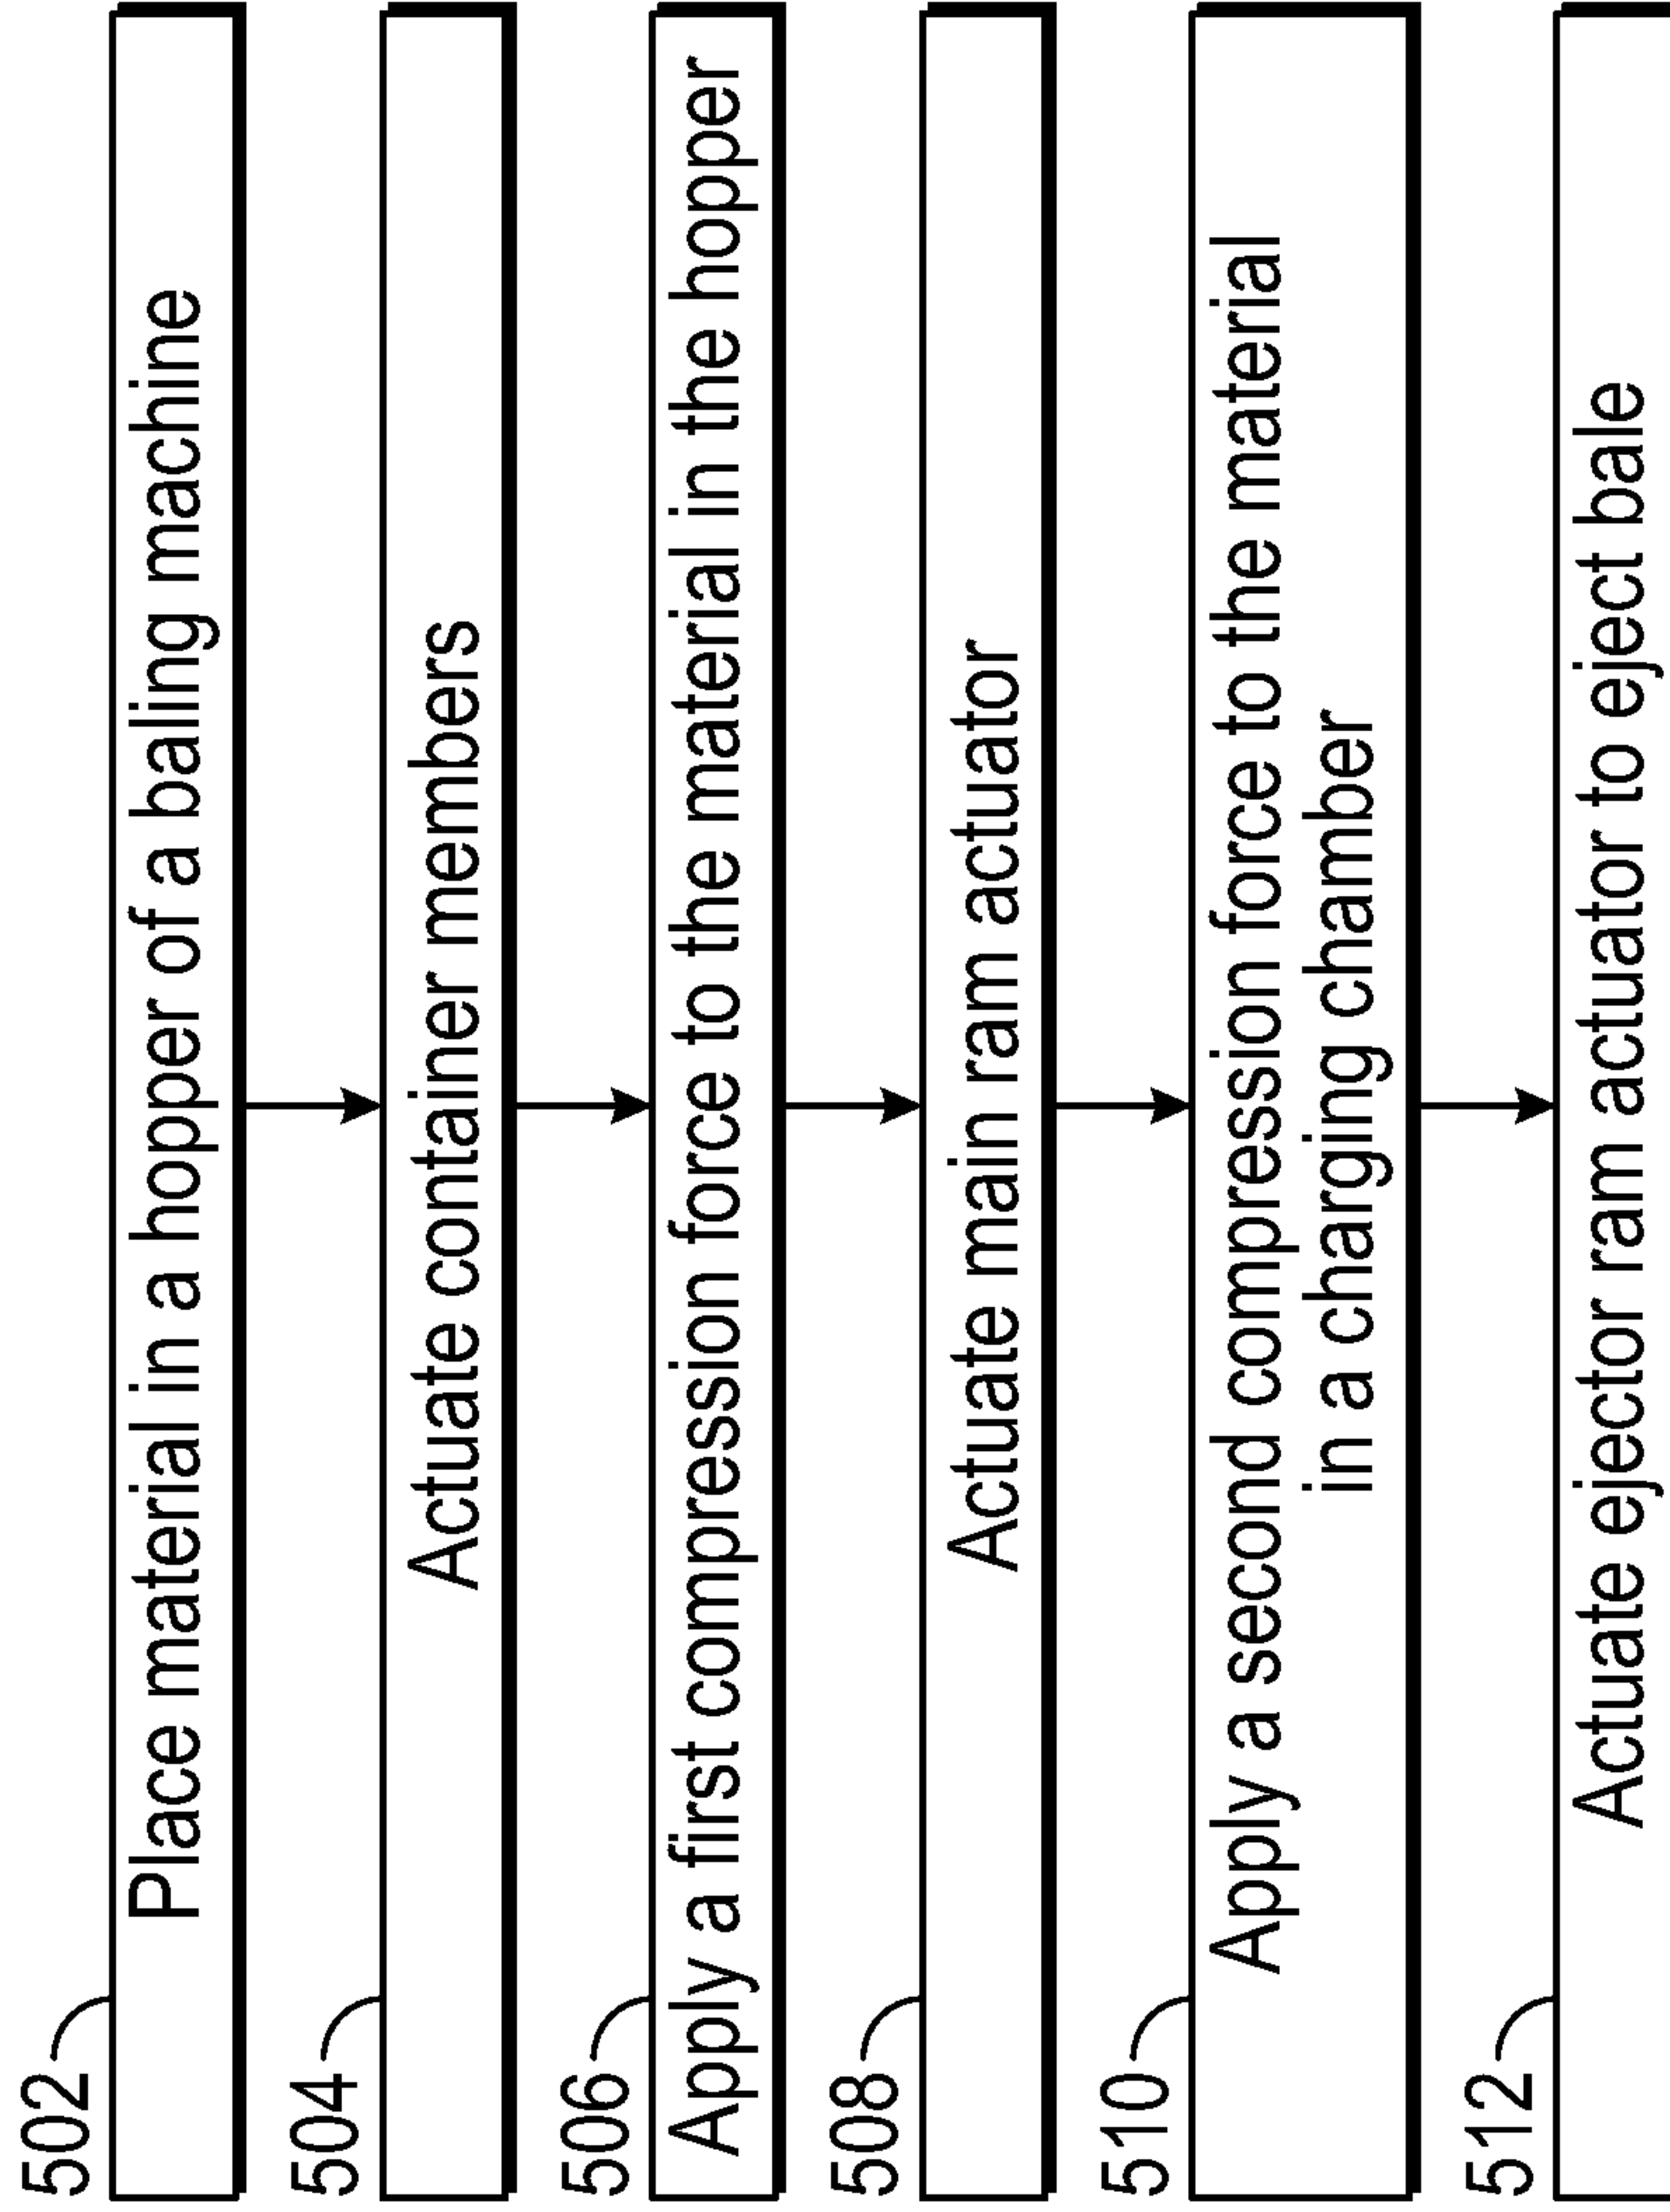 502
Place material in a hopper of a baling machine
504
Actuate container members
506
Apply a first compression force to the material in the hopper
508
Actuate main ram actuator
510
Apply a second compression force to the material
in a charging chamber
512
Actuate ejector ram actuator to eject bale